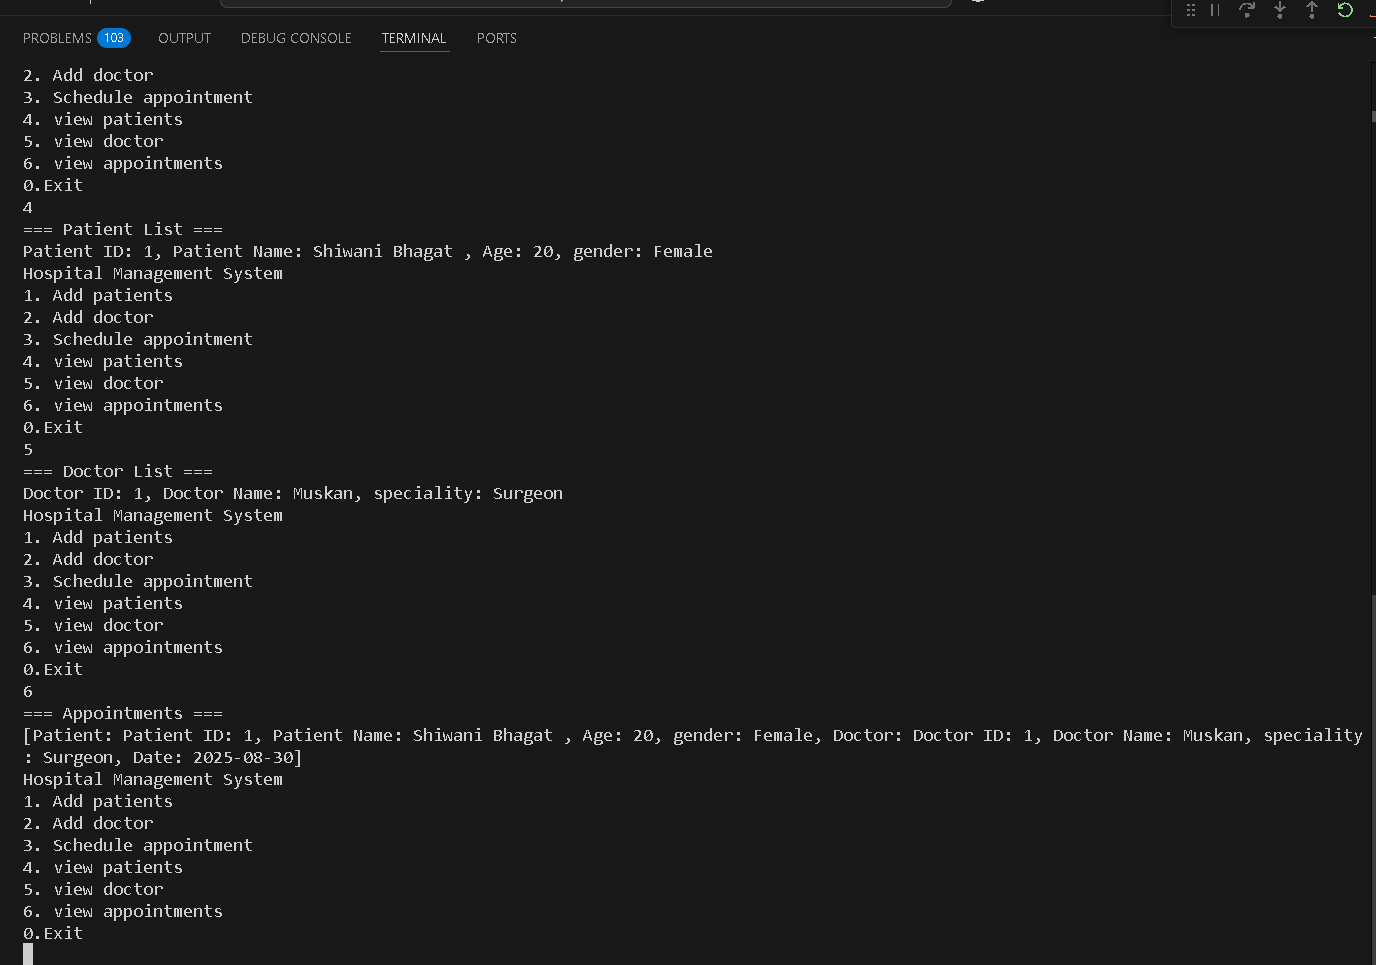 PROBLEMS 103 OUTPUT DEBUG CONSOLE TERMINAL PORTS
2. Add doctor
3. Schedule appointment
4. view patients
5. view doctor
6. view appointments
0.Exit
4
=== Patient List ===
Patient ID: 1, Patient Name: Shiwani Bhagat , Age: 20, gender: Female
Hospital Management System
1. Add patients
2. Add doctor
3. Schedule appointment
4. view patients
5. view doctor
6. view appointments
0.Exit
5
=== Doctor List ===
Doctor ID: 1, Doctor Name: Muskan, speciality: Surgeon
Hospital Management System
1. Add patients
2. Add doctor
3. Schedule appointment
4. view patients
5. view doctor
6. view appointments
0.Exit
6
=== Appointments ===
[Patient: Patient ID: 1, Patient Name: Shiwani Bhagat , Age: 20, gender: Female, Doctor: Doctor ID: 1, Doctor Name: Muskan, speciality
: Surgeon, Date: 2025-08-30]
Hospital Management System
1. Add patients
2. Add doctor
3. Schedule appointment
4. view patients
5. view doctor
6. view appointments
0.Exit